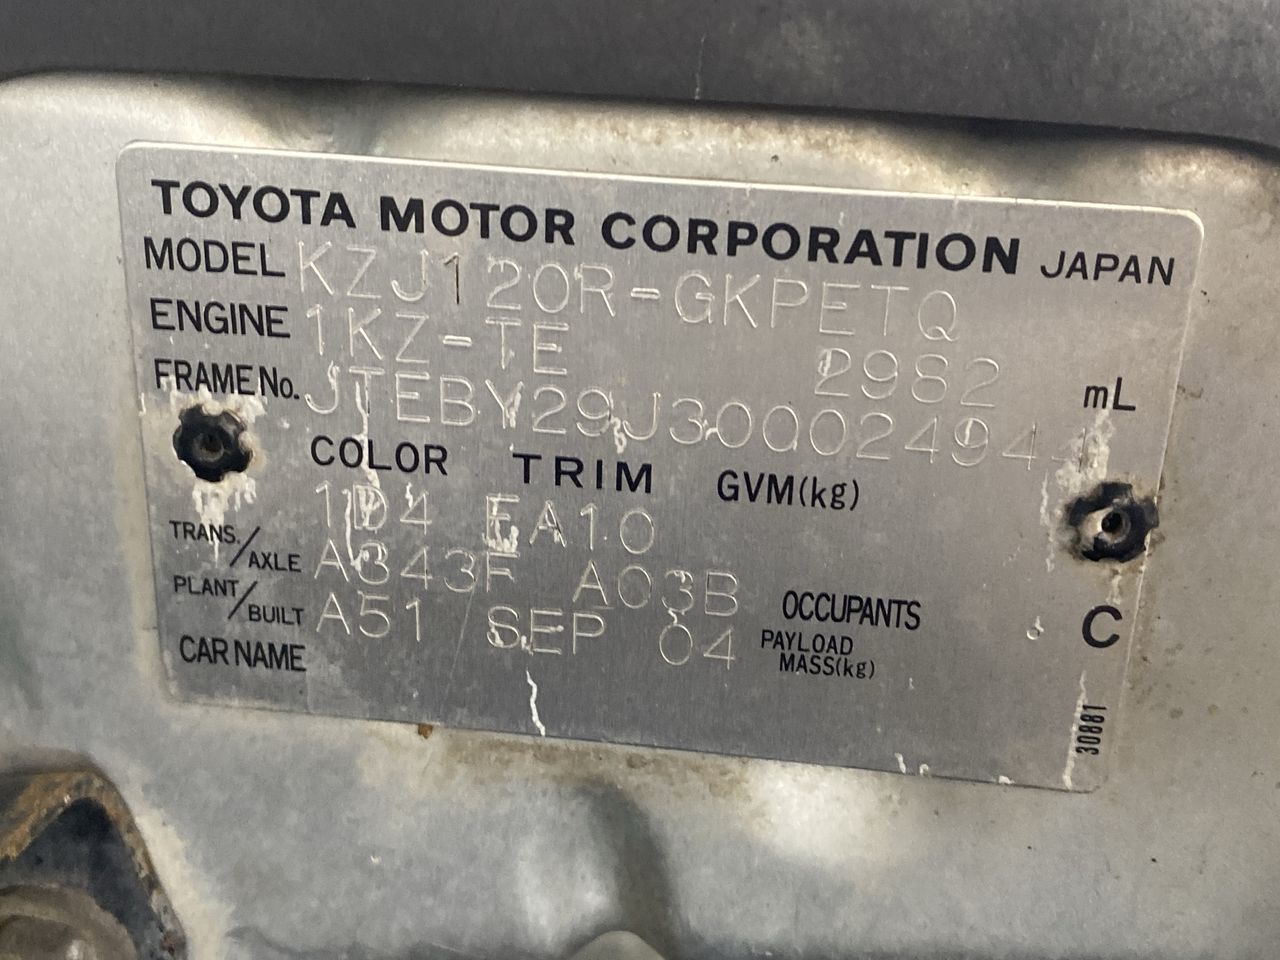 TOYOTA MOTOR CORPORATION JAPAN
MODEL KZJ120R-GKPETQ
ENGINE 1KZ-TE 2982 mL
FRAME No. JTEBY29J300024944
COLOR TRIM GVM(kg)
1D4 EA10
TRANS./AXLE A343F A03B
OCCUPANTS C
PLANT/BUILT A51 SEP 04
PAYLOAD MASS(kg)
CAR NAME
30881